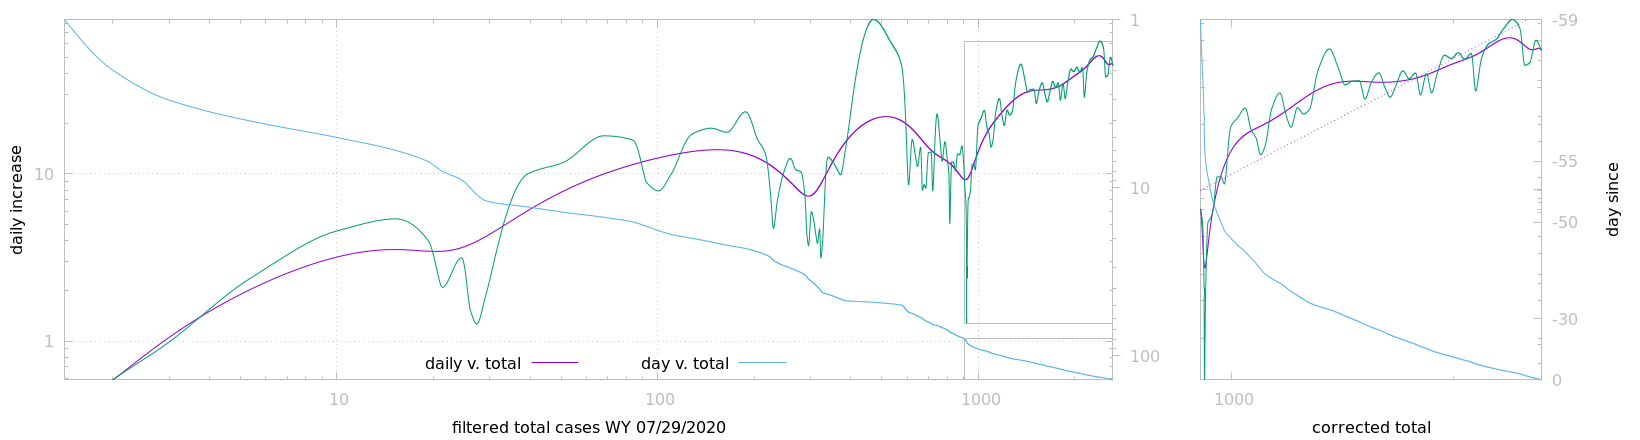 daily increase
10
1
daily v. total
day v. total
10
100
1000
filtered total cases WY 07/29/2020
1
10
100
1000
corrected total
-59
-55
-50
-30
0
day since